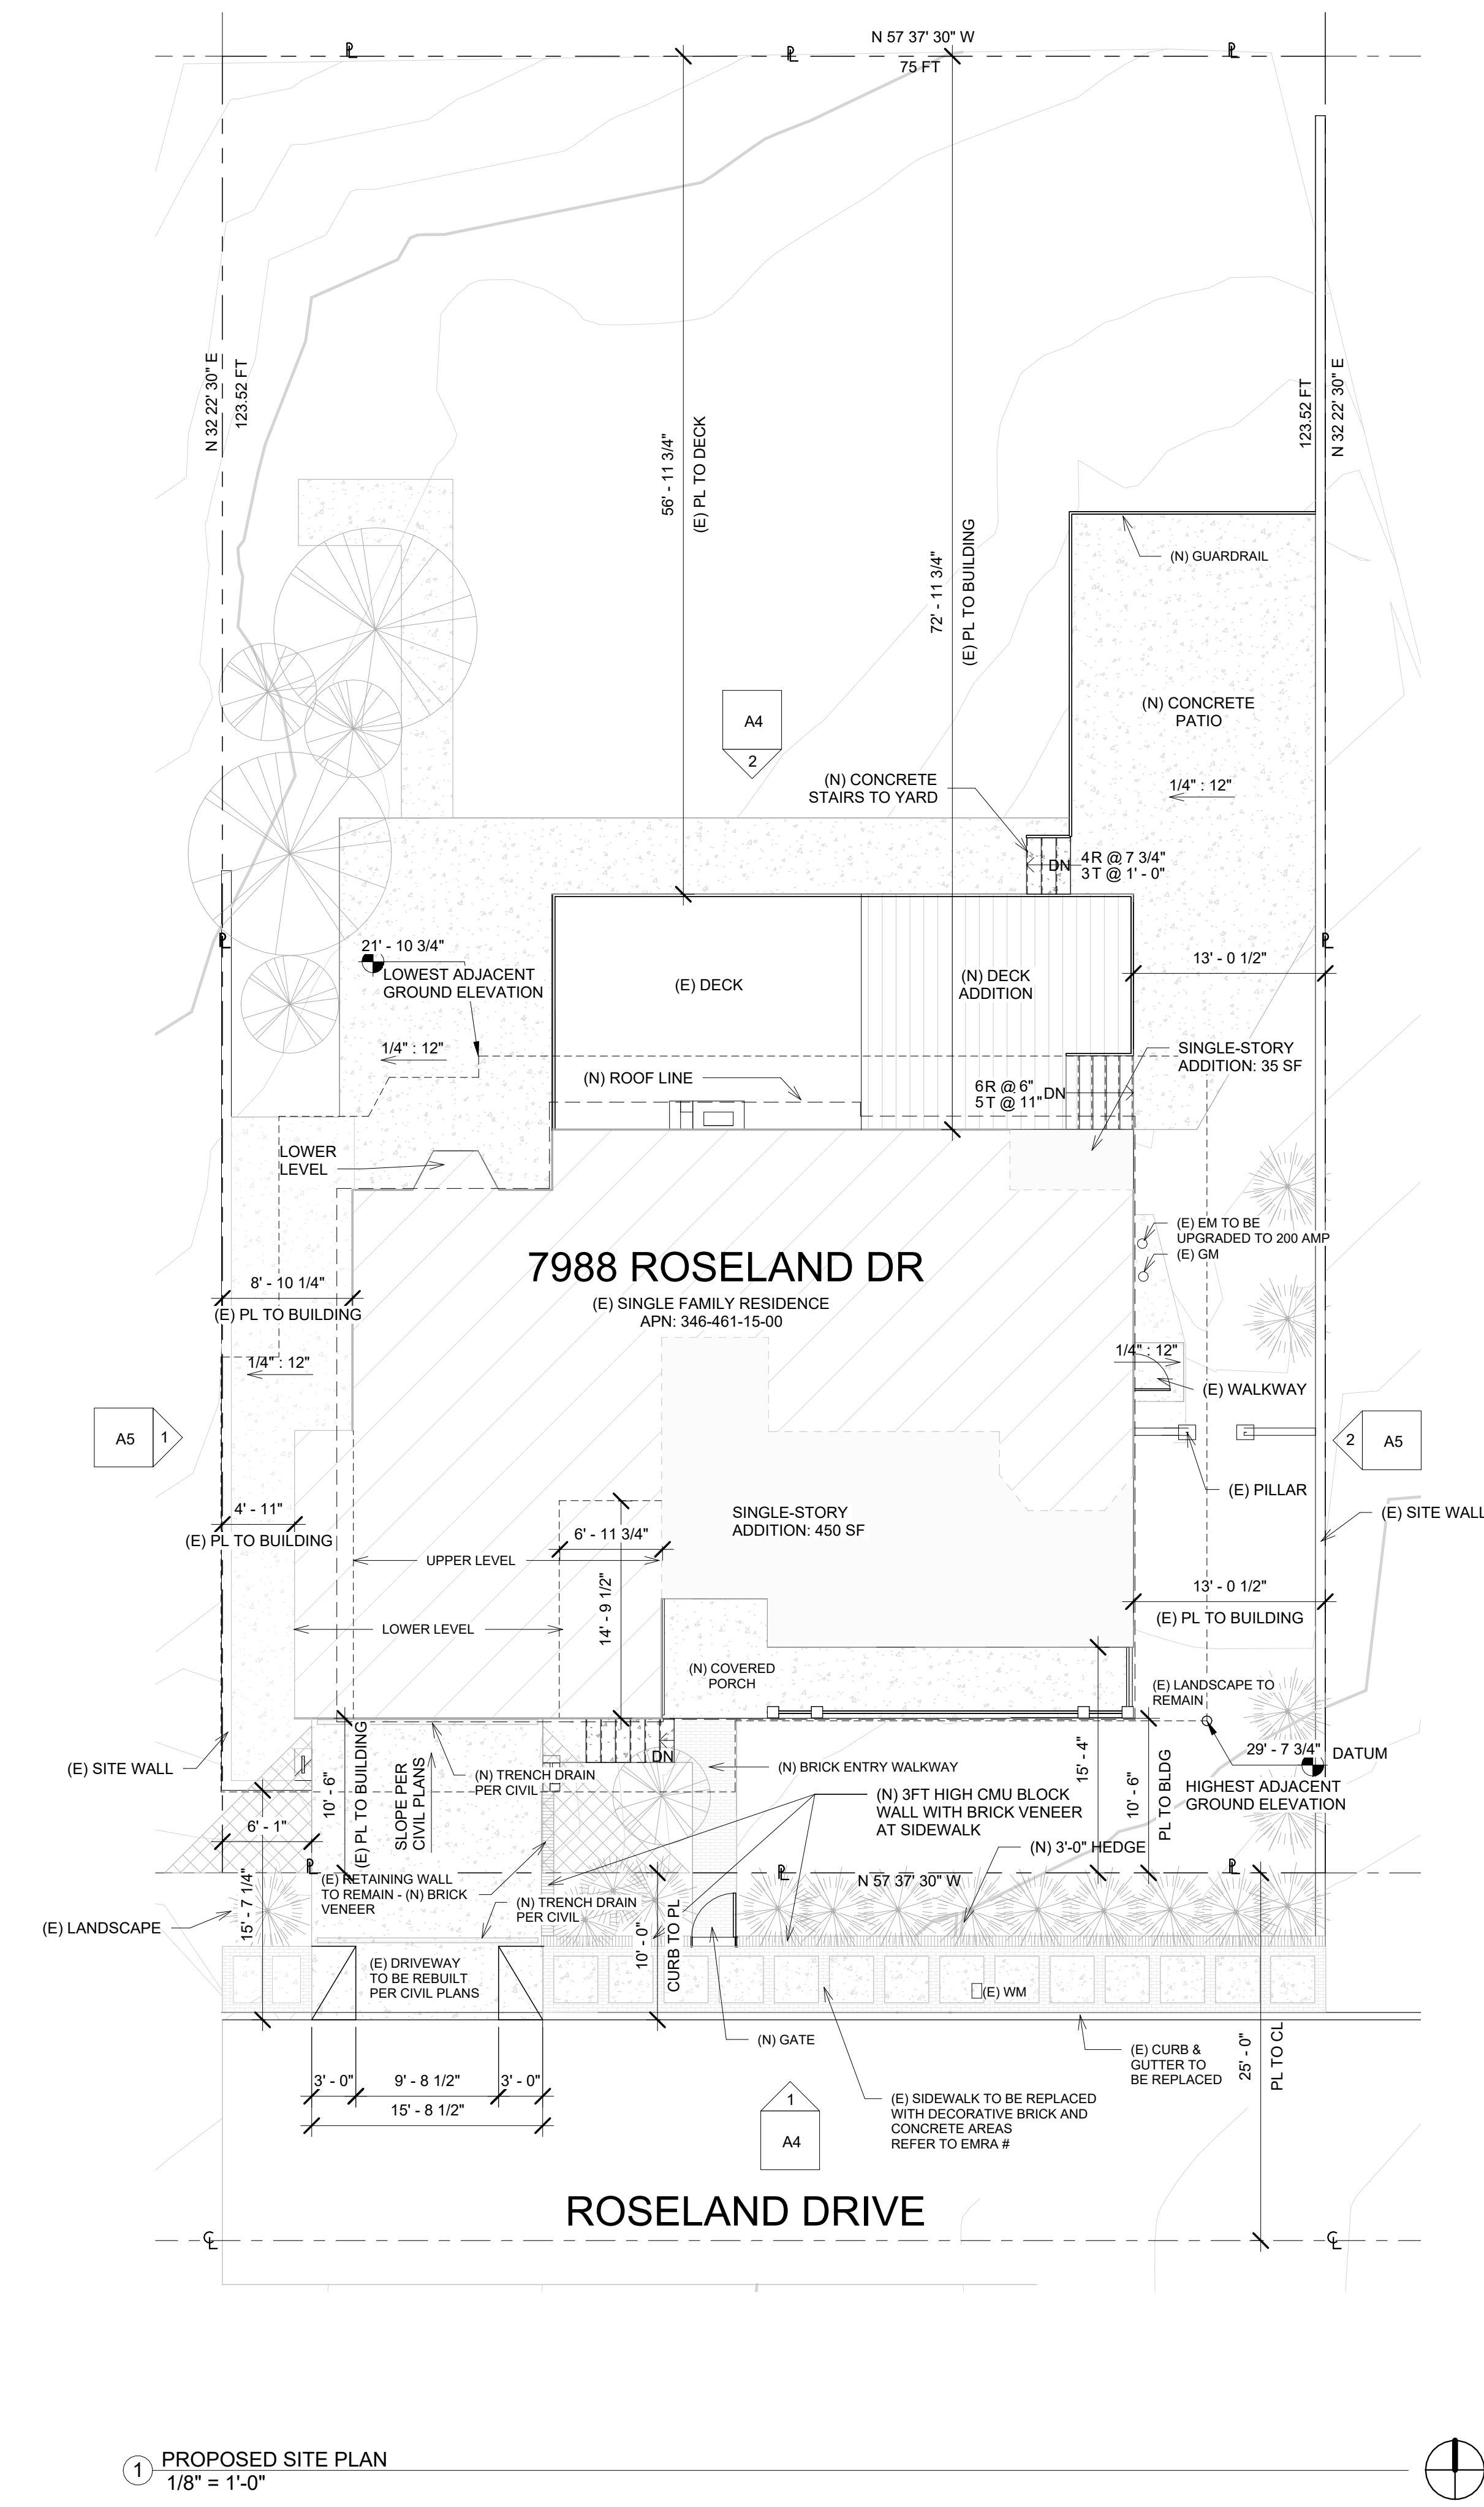 N 57 37' 30" W
75 FT
N 32 22' 30" E
123.52 FT
123.52 FT
N 32 22' 30" E
56' - 11 3/4"
(E) PL TO DECK
72' - 11 3/4"
(E) PL TO BUILDING
(N) GUARDRAIL
(N) CONCRETE
PATIO
1/4" : 12"
A4
2
(N) CONCRETE
STAIRS TO YARD
DN
4R @ 7 3/4"
3T @ 1' - 0"
21' - 10 3/4"
LOWEST ADJACENT
GROUND ELEVATION
(E) DECK
(N) DECK
ADDITION
13' - 0 1/2"
1/4" : 12"
(N) ROOF LINE
6R @ 6"
5T @ 11"
DN
SINGLE-STORY
ADDITION: 35 SF
LOWER
LEVEL
(E) EM TO BE
UPGRADED TO 200 AMP
(E) GM
7988 ROSELAND DR
(E) SINGLE FAMILY RESIDENCE
APN: 346-461-15-00
8' - 10 1/4"
(E) PL TO BUILDING
1/4" : 12"
1/4" : 12"
(E) WALKWAY
A5
1
2
A5
(E) PILLAR
(E) SITE WALL
4' - 11"
(E) PL TO BUILDING
SINGLE-STORY
ADDITION: 450 SF
6' - 11 3/4"
UPPER LEVEL
14' - 9 1/2"
LOWER LEVEL
13' - 0 1/2"
(E) PL TO BUILDING
(N) COVERED
PORCH
(E) LANDSCAPE TO
REMAIN
29' - 7 3/4"
DATUM
HIGHEST ADJACENT
GROUND ELEVATION
(E) SITE WALL
10' - 6"
(E) PL TO BUILDING
SLOPE PER
CIVIL PLANS
(N) TRENCH DRAIN
PER CIVIL
DN
(N) BRICK ENTRY WALKWAY
15' - 4"
10' - 6"
PL TO BLDG
(N) 3FT HIGH CMU BLOCK
WALL WITH BRICK VENEER
AT SIDEWALK
(N) 3'-0" HEDGE
6' - 1"
15' - 7 1/4"
(E) RETAINING WALL
TO REMAIN - (N) BRICK
VENEER
(N) TRENCH DRAIN
PER CIVIL
N 57 37' 30" W
(E) LANDSCAPE
10' - 0"
CURB TO PL
(E) DRIVEWAY
TO BE REBUILT
PER CIVIL PLANS
(E) WM
(N) GATE
(E) CURB &
GUTTER TO
BE REPLACED
25' - 0"
PL TO CL
3' - 0"
9' - 8 1/2"
3' - 0"
15' - 8 1/2"
1
A4
(E) SIDEWALK TO BE REPLACED
WITH DECORATIVE BRICK AND
CONCRETE AREAS
REFER TO EMRA #
ROSELAND DRIVE
1
PROPOSED SITE PLAN
1/8" = 1'-0"